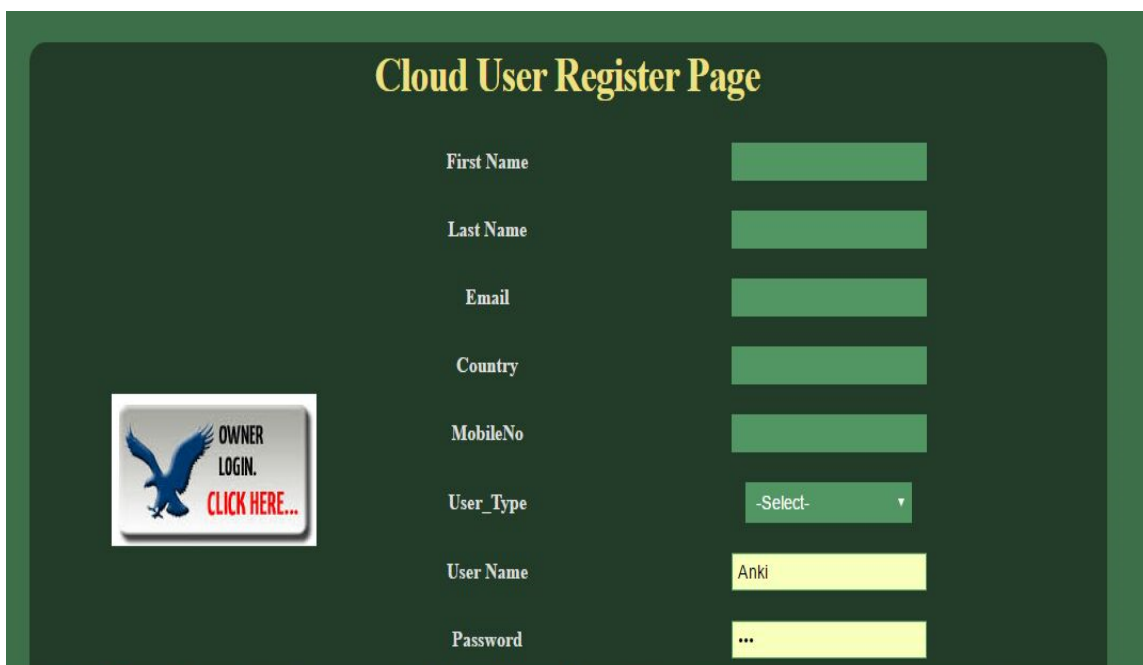 Cloud User Register Page
First Name
Last Name
Email
Country
MobileNo
OWNER
LOGIN.
CLICK HERE...
User_Type
-Select-
User Name
Anki
Password
•••